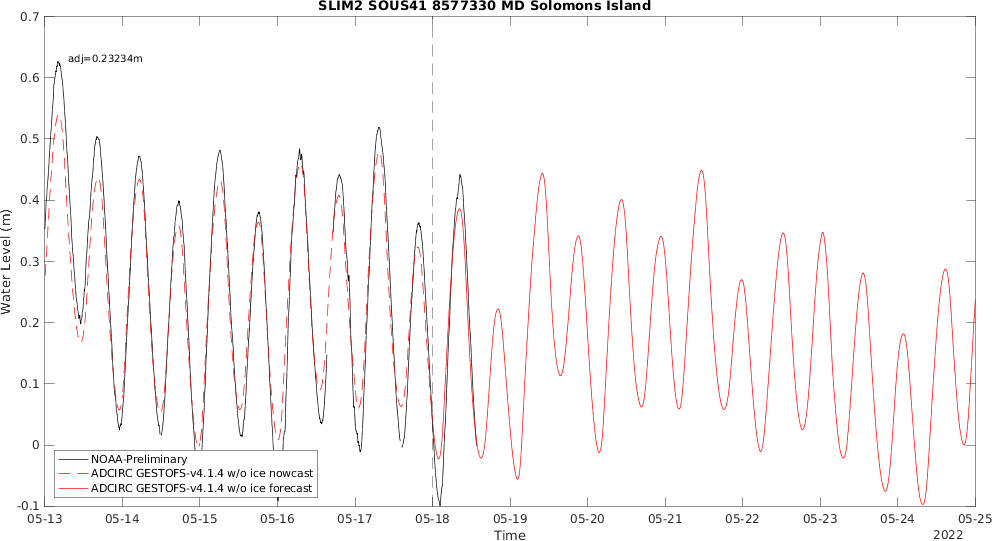 SLIM2 SOUS41 8577330 MD Solomons Island
adj=0.23234m
0.7
0.6
0.5
0.4
0.3
0.2
0.1
0
-0.1
Water Level (m)
NOAA-Preliminary
ADCIRC GESTOFS-v4.1.4 w/o ice nowcast
ADCIRC GESTOFS-v4.1.4 w/o ice forecast
05-13 05-14 05-15 05-16 05-17 05-18 05-19 05-20 05-21 05-22 05-23 05-24 05-25
Time
2022